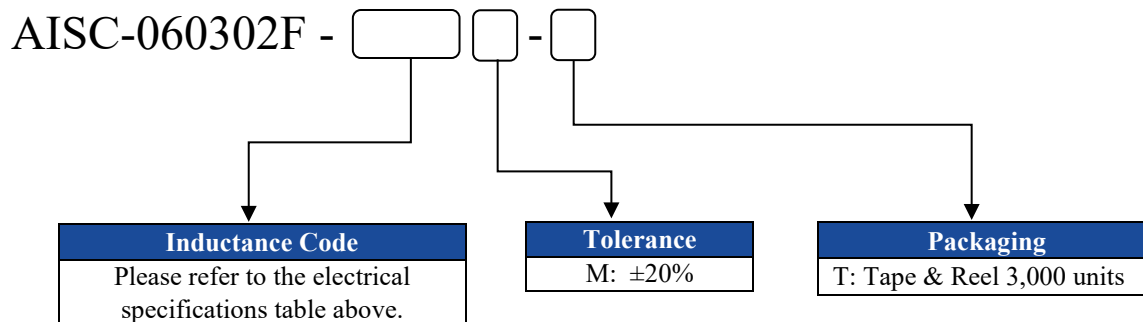 AISC-060302F - -
Inductance Code
Please refer to the electrical
specifications table above.
Tolerance
M: ±20%
Packaging
T: Tape & Reel 3,000 units